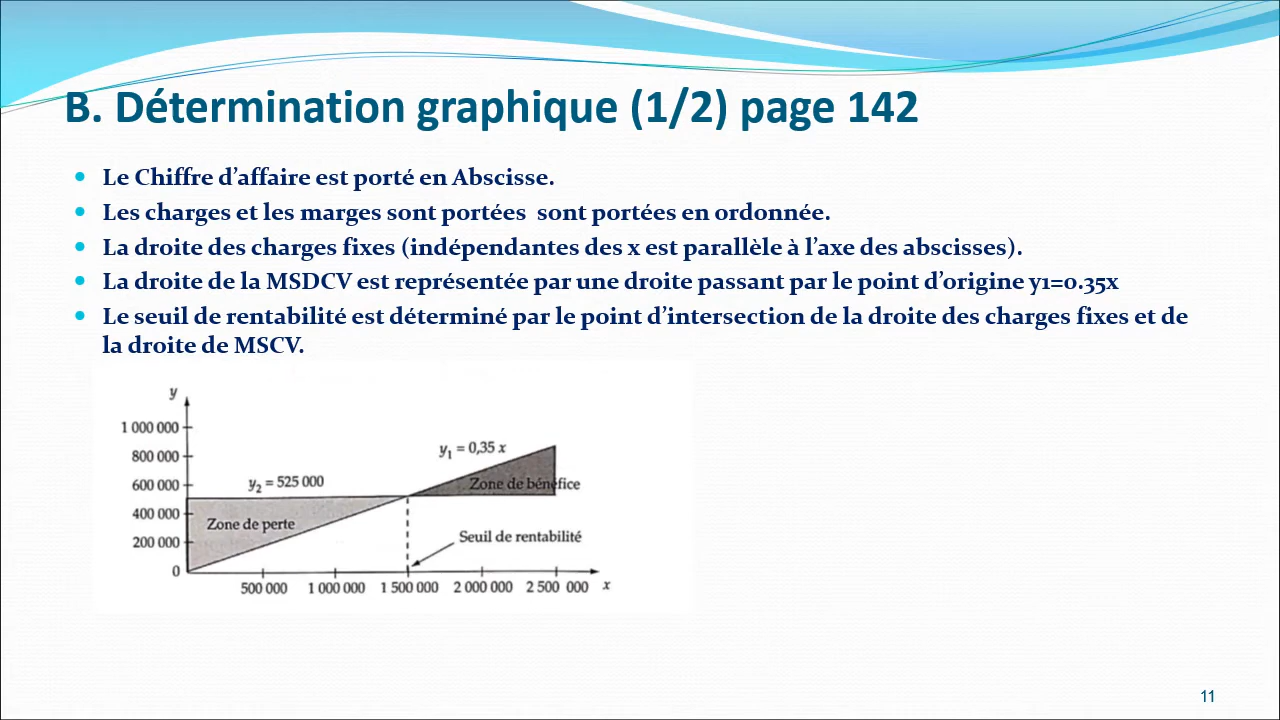 B. Détermination graphique (1/2) page 142
Le Chiffre d’affaire est porté en Abscisse.
Les charges et les marges sont portées  sont portées en ordonnée.
La droite des charges fixes (indépendantes des x est parallèle à l’axe des abscisses).
La droite de la MSDCV est représentée par une droite passant par le point d’origine y1=0.35x
Le seuil de rentabilité est déterminé par le point d’intersection de la droite des charges fixes et de
la droite de MSCV.
y
1 000 000
800 000
600 000
400 000
200 000
0
y₁ = 0,35 x
y₂ = 525 000
Zone de bénéfice
Zone de perte
Seuil de rentabilité
500 000 1 000 000 1 500 000 2 000 000 2 500 000 x
11